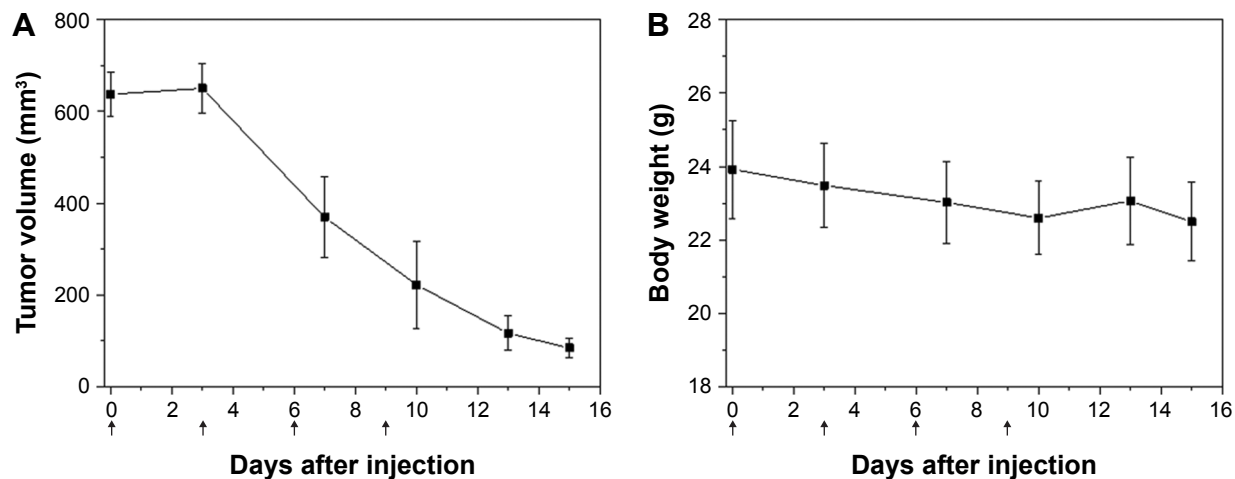 A
Tumor volume (mm³)
800
600
400
200
0
0 2 4 6 8 10 12 14 16
Days after injection
B
Body weight (g)
28
26
24
22
20
18
0 2 4 6 8 10 12 14 16
Days after injection